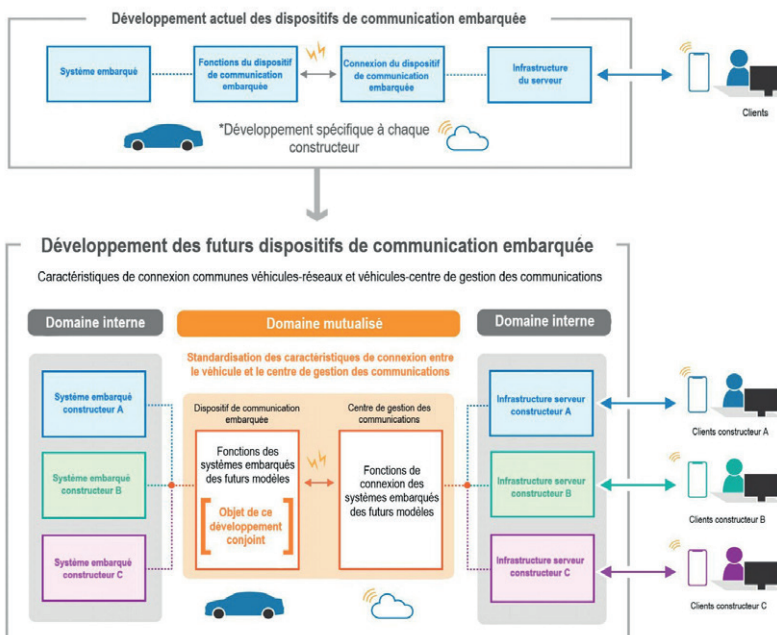 Développement actuel des dispositifs de communication embarquée
Système embarqué
Fonctions du dispositif
de communication
embarquée
Connexion du dispositif
de communication
embarquée
Infrastructure
du serveur
Clients
*Développement spécifique à chaque
constructeur
Développement des futurs dispositifs de communication embarquée
Caractéristiques de connexion communes véhicules-réseaux et véhicules-centre de gestion des communications
Domaine interne
Domaine mutualisé
Domaine interne
Standardisation des caractéristiques de connexion entre
le véhicule et le centre de gestion des communications
Système embarqué
constructeur A
Système embarqué
constructeur B
Système embarqué
constructeur C
Dispositif de communication
embarquée
Fonctions des
systèmes embarqués
des futurs modèles
Objet de ce
développement
conjoint
Centre de gestion des
communications
Fonctions de
connexion des
systèmes embarqués
des futurs modèles
Infrastructure serveur
constructeur A
Infrastructure serveur
constructeur B
Infrastructure serveur
constructeur C
Clients constructeur A
Clients constructeur B
Clients constructeur C